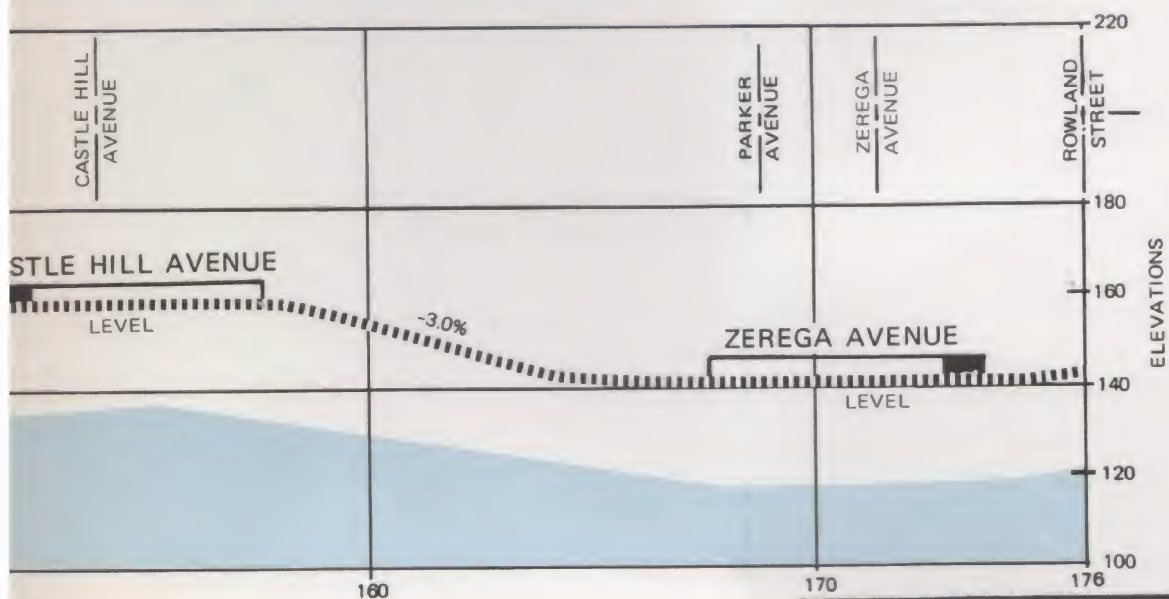 220
CASTLE HILL
AVENUE
PARKER
AVENUE
ZEREGA
AVENUE
ROWLAND
STREET
180
STLE HILL AVENUE
160
ELEVATIONS
LEVEL
-3.0%
ZEREGA AVENUE
140
LEVEL
120
100
160
170
176